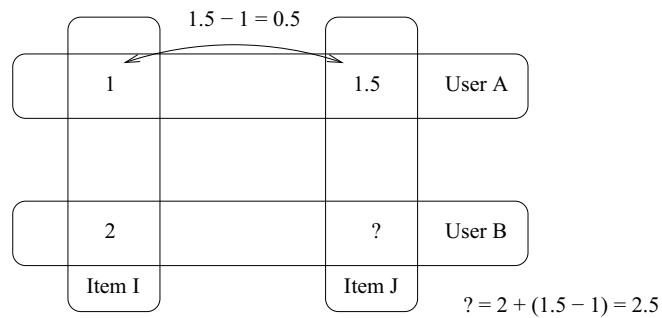 1.5 − 1 = 0.5
1 1.5 User A
2 ? User B
Item I Item J
? = 2 + (1.5 − 1) = 2.5